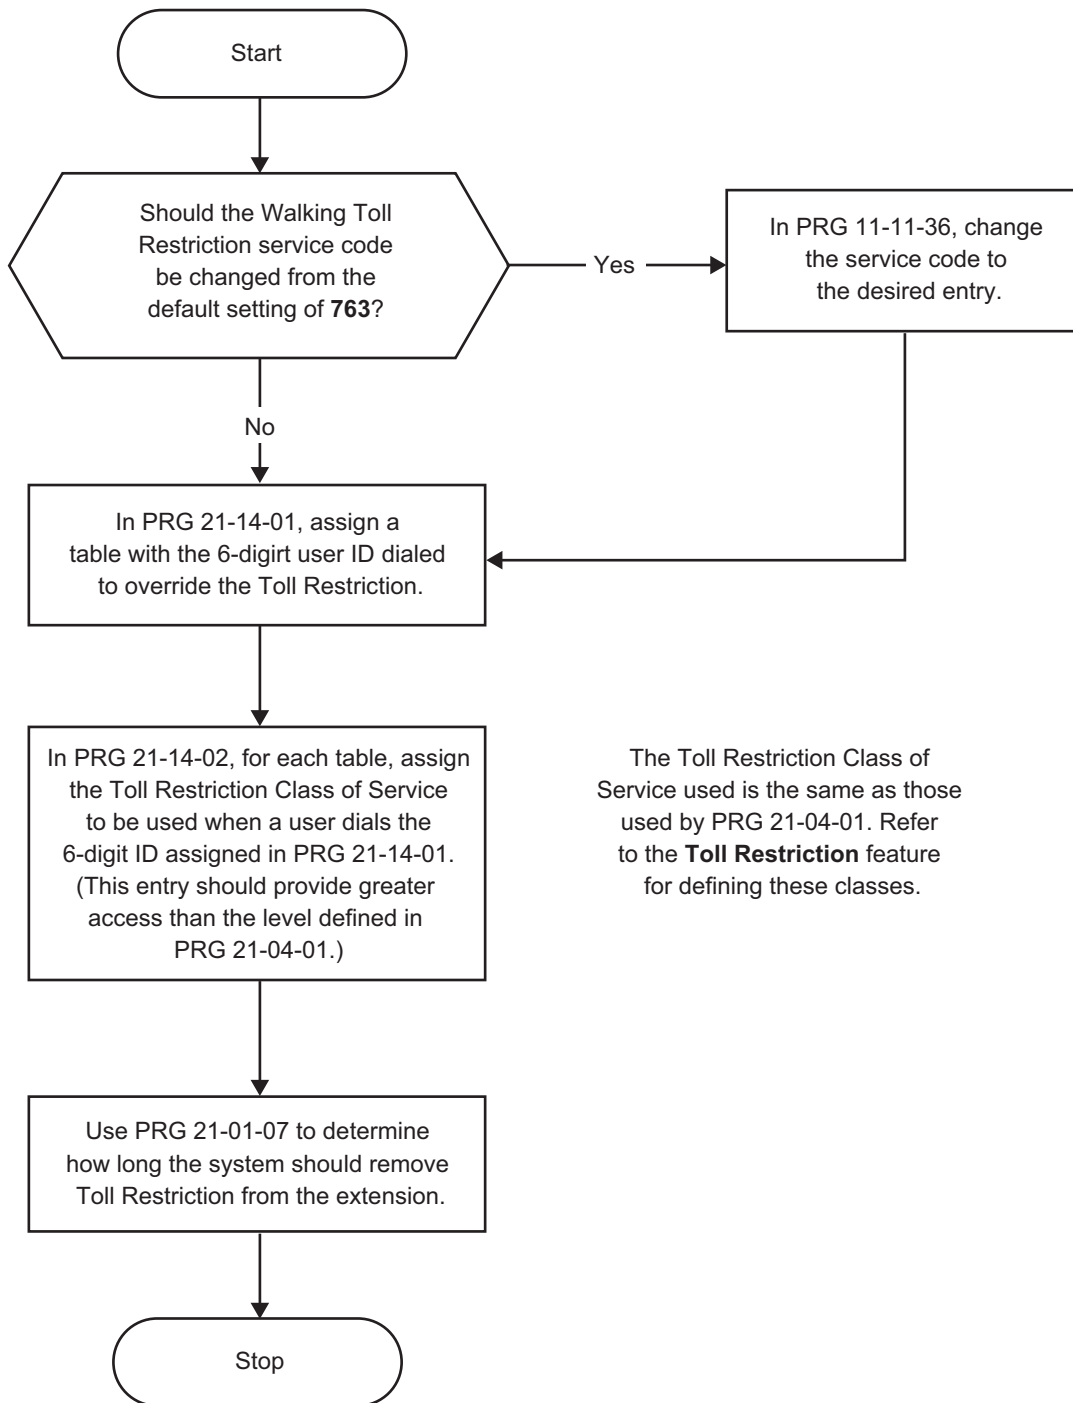 Start
Should the Walking Toll
Restriction service code
be changed from the
default setting of 763?
Yes
In PRG 11-11-36, change
the service code to
the desired entry.
No
In PRG 21-14-01, assign a
table with the 6-digirt user ID dialed
to override the Toll Restriction.
In PRG 21-14-02, for each table, assign
the Toll Restriction Class of Service
to be used when a user dials the
6-digit ID assigned in PRG 21-14-01.
(This entry should provide greater
access than the level defined in
PRG 21-04-01.)
The Toll Restriction Class of
Service used is the same as those
used by PRG 21-04-01. Refer
to the Toll Restriction feature
for defining these classes.
Use PRG 21-01-07 to determine
how long the system should remove
Toll Restriction from the extension.
Stop